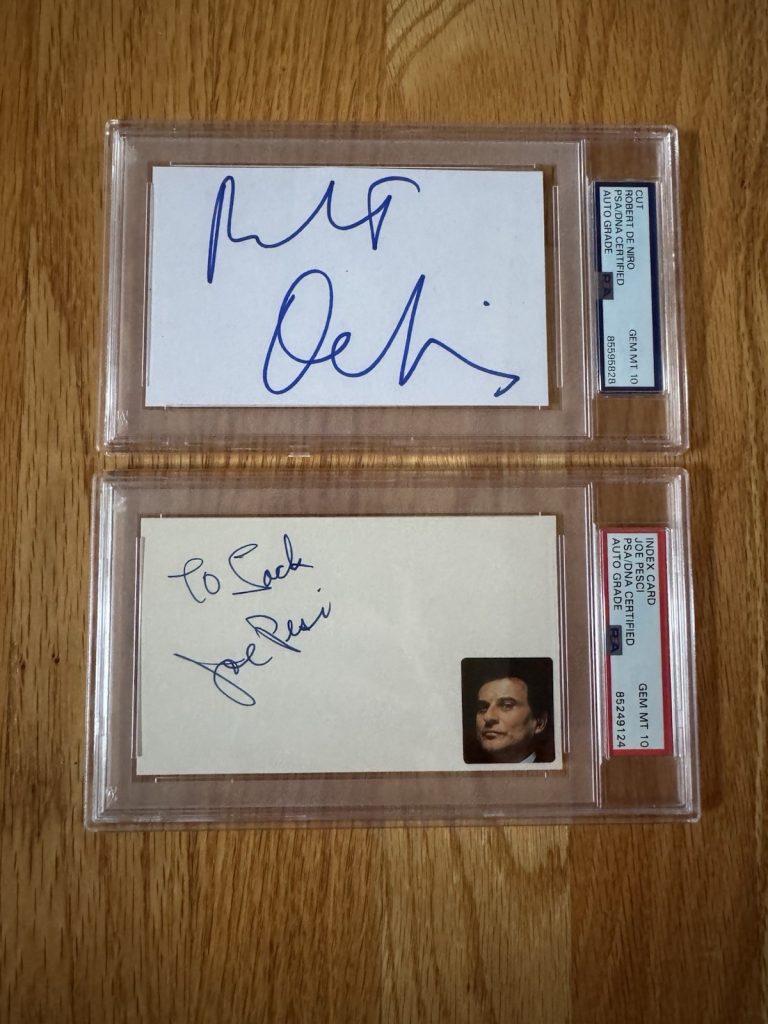 Robert
De Niro
CUT
ROBERT DE NIRO
PSA/DNA CERTIFIED
AUTO GRADE GEM MT 10
85595828
To Jack
Joe Pesci
INDEX CARD
JOE PESCI
PSA/DNA CERTIFIED
AUTO GRADE GEM MT 10
85249124